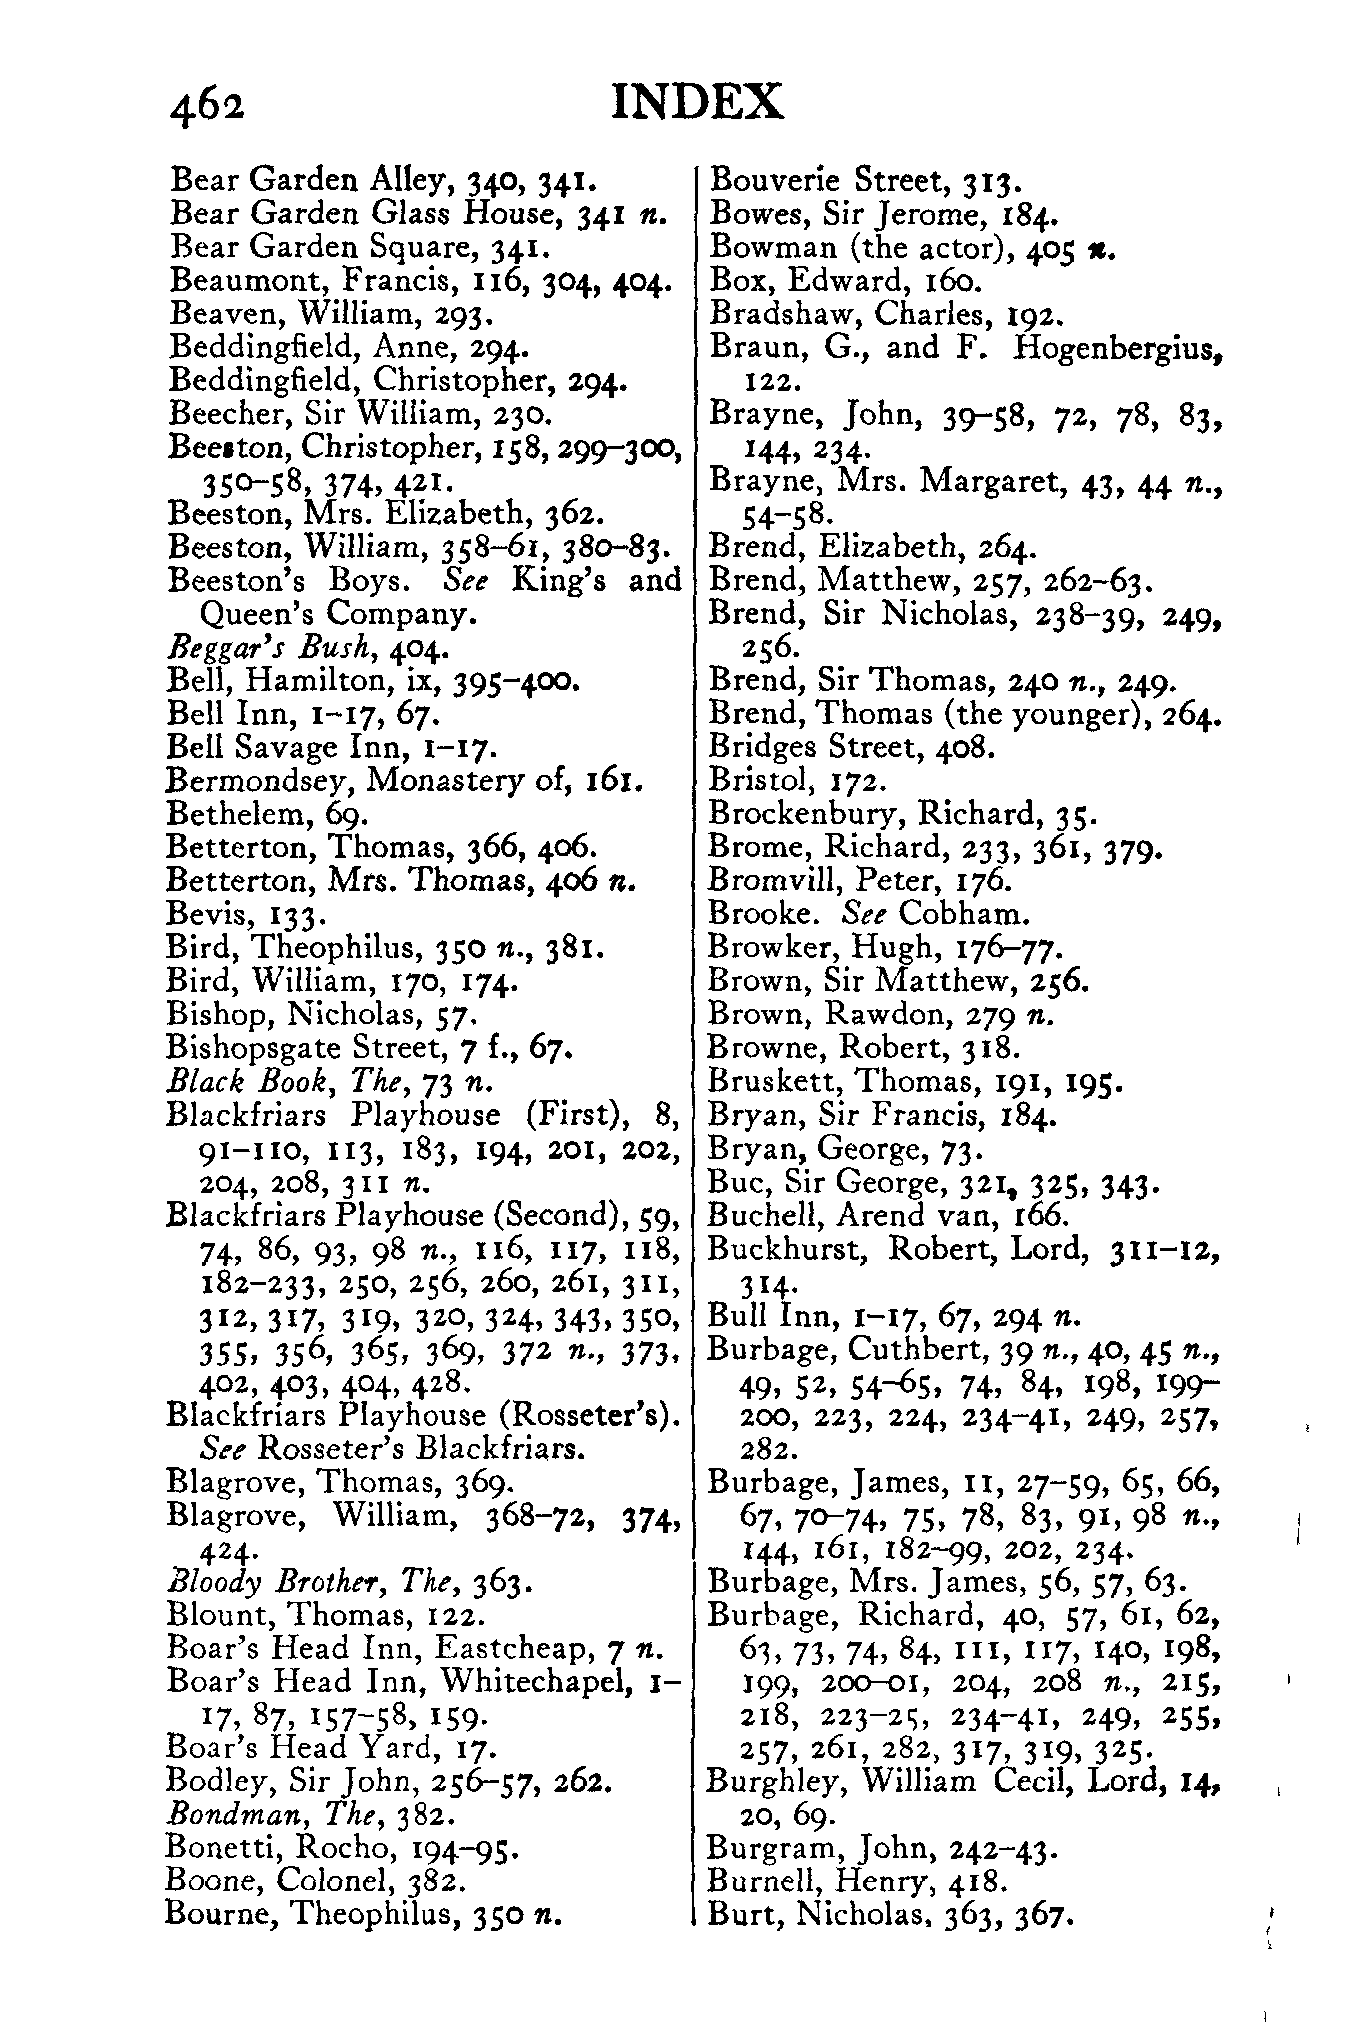 462
INDEX
Bear Garden Alley, 340, 341.
Bear Garden Glass House, 341 n.
Bear Garden Square, 341.
Beaumont, Francis, 116, 304, 404.
Beaven, William, 293.
Beddingfield, Anne, 294.
Beddingfield, Christopher, 294.
Beecher, Sir William, 230.
Beeston, Christopher, 158, 299–300,
350–58, 374, 421.
Beeston, Mrs. Elizabeth, 362.
Beeston, William, 358–61, 380–83.
Beeston's Boys. See King's and
Queen's Company.
Beggar's Bush, 404.
Bell, Hamilton, ix, 395–400.
Bell Inn, 1–17, 67.
Bell Savage Inn, 1–17.
Bermondsey, Monastery of, 161.
Bethelem, 69.
Betterton, Thomas, 366, 406.
Betterton, Mrs. Thomas, 406 n.
Bevis, 133.
Bird, Theophilus, 350 n., 381.
Bird, William, 170, 174.
Bishop, Nicholas, 57.
Bishopsgate Street, 7 f., 67.
Black Book, The, 73 n.
Blackfriars Playhouse (First), 8,
91–110, 113, 183, 194, 201, 202,
204, 208, 311 n.
Blackfriars Playhouse (Second), 59,
74, 86, 93, 98 n., 116, 117, 118,
182–233, 250, 256, 260, 261, 311,
312, 317, 319, 320, 324, 343, 350,
355, 356, 365, 369, 372 n., 373,
402, 403, 404, 428.
Blackfriars Playhouse (Rosseter's).
See Rosseter's Blackfriars.
Blagrove, Thomas, 369.
Blagrove, William, 368–72, 374,
424.
Bloody Brother, The, 363.
Blount, Thomas, 122.
Boar's Head Inn, Eastcheap, 7 n.
Boar's Head Inn, Whitechapel, 1–
17, 87, 157–58, 159.
Boar's Head Yard, 17.
Bodley, Sir John, 256–57, 262.
Bondman, The, 382.
Bonetti, Rocho, 194–95.
Boone, Colonel, 382.
Bourne, Theophilus, 350 n.
Bouverie Street, 313.
Bowes, Sir Jerome, 184.
Bowman (the actor), 405 n.
Box, Edward, 160.
Bradshaw, Charles, 192.
Braun, G., and F. Hogenbergius,
122.
Brayne, John, 39–58, 72, 78, 83,
144, 234.
Brayne, Mrs. Margaret, 43, 44 n.,
54–58.
Brend, Elizabeth, 264.
Brend, Matthew, 257, 262–63.
Brend, Sir Nicholas, 238–39, 249,
256.
Brend, Sir Thomas, 240 n., 249.
Brend, Thomas (the younger), 264.
Bridges Street, 408.
Bristol, 172.
Brockenbury, Richard, 35.
Brome, Richard, 233, 361, 379.
Bromvill, Peter, 176.
Brooke. See Cobham.
Browker, Hugh, 176–77.
Brown, Sir Matthew, 256.
Brown, Rawdon, 279 n.
Browne, Robert, 318.
Bruskett, Thomas, 191, 195.
Bryan, Sir Francis, 184.
Bryan, George, 73.
Buc, Sir George, 321, 325, 343.
Buchell, Arend van, 166.
Buckhurst, Robert, Lord, 311–12,
314.
Bull Inn, 1–17, 67, 294 n.
Burbage, Cuthbert, 39 n., 40, 45 n.,
49, 52, 54–65, 74, 84, 198, 199–
200, 223, 224, 234–41, 249, 257,
282.
Burbage, James, 11, 27–59, 65, 66,
67, 70–74, 75, 78, 83, 91, 98 n.,
144, 161, 182–99, 202, 234.
Burbage, Mrs. James, 56, 57, 63.
Burbage, Richard, 40, 57, 61, 62,
63, 73, 74, 84, 111, 117, 140, 198,
199, 200–01, 204, 208 n., 215,
218, 223–25, 234–41, 249, 255,
257, 261, 282, 317, 319, 325.
Burghley, William Cecil, Lord, 14,
20, 69.
Burgram, John, 242–43.
Burnell, Henry, 418.
Burt, Nicholas, 363, 367.